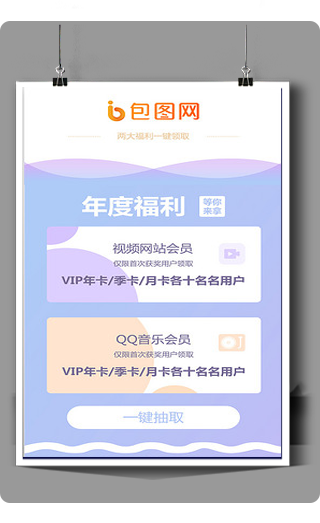 包图网
两大福利一键领取
年度福利
等你
来拿
视频网站会员
仅限首次获奖用户领取
VIP年卡/季卡/月卡各十名名用户
QQ音乐会员
仅限首次获奖用户领取
VIP年卡/季卡/月卡各十名名用户
一键抽取